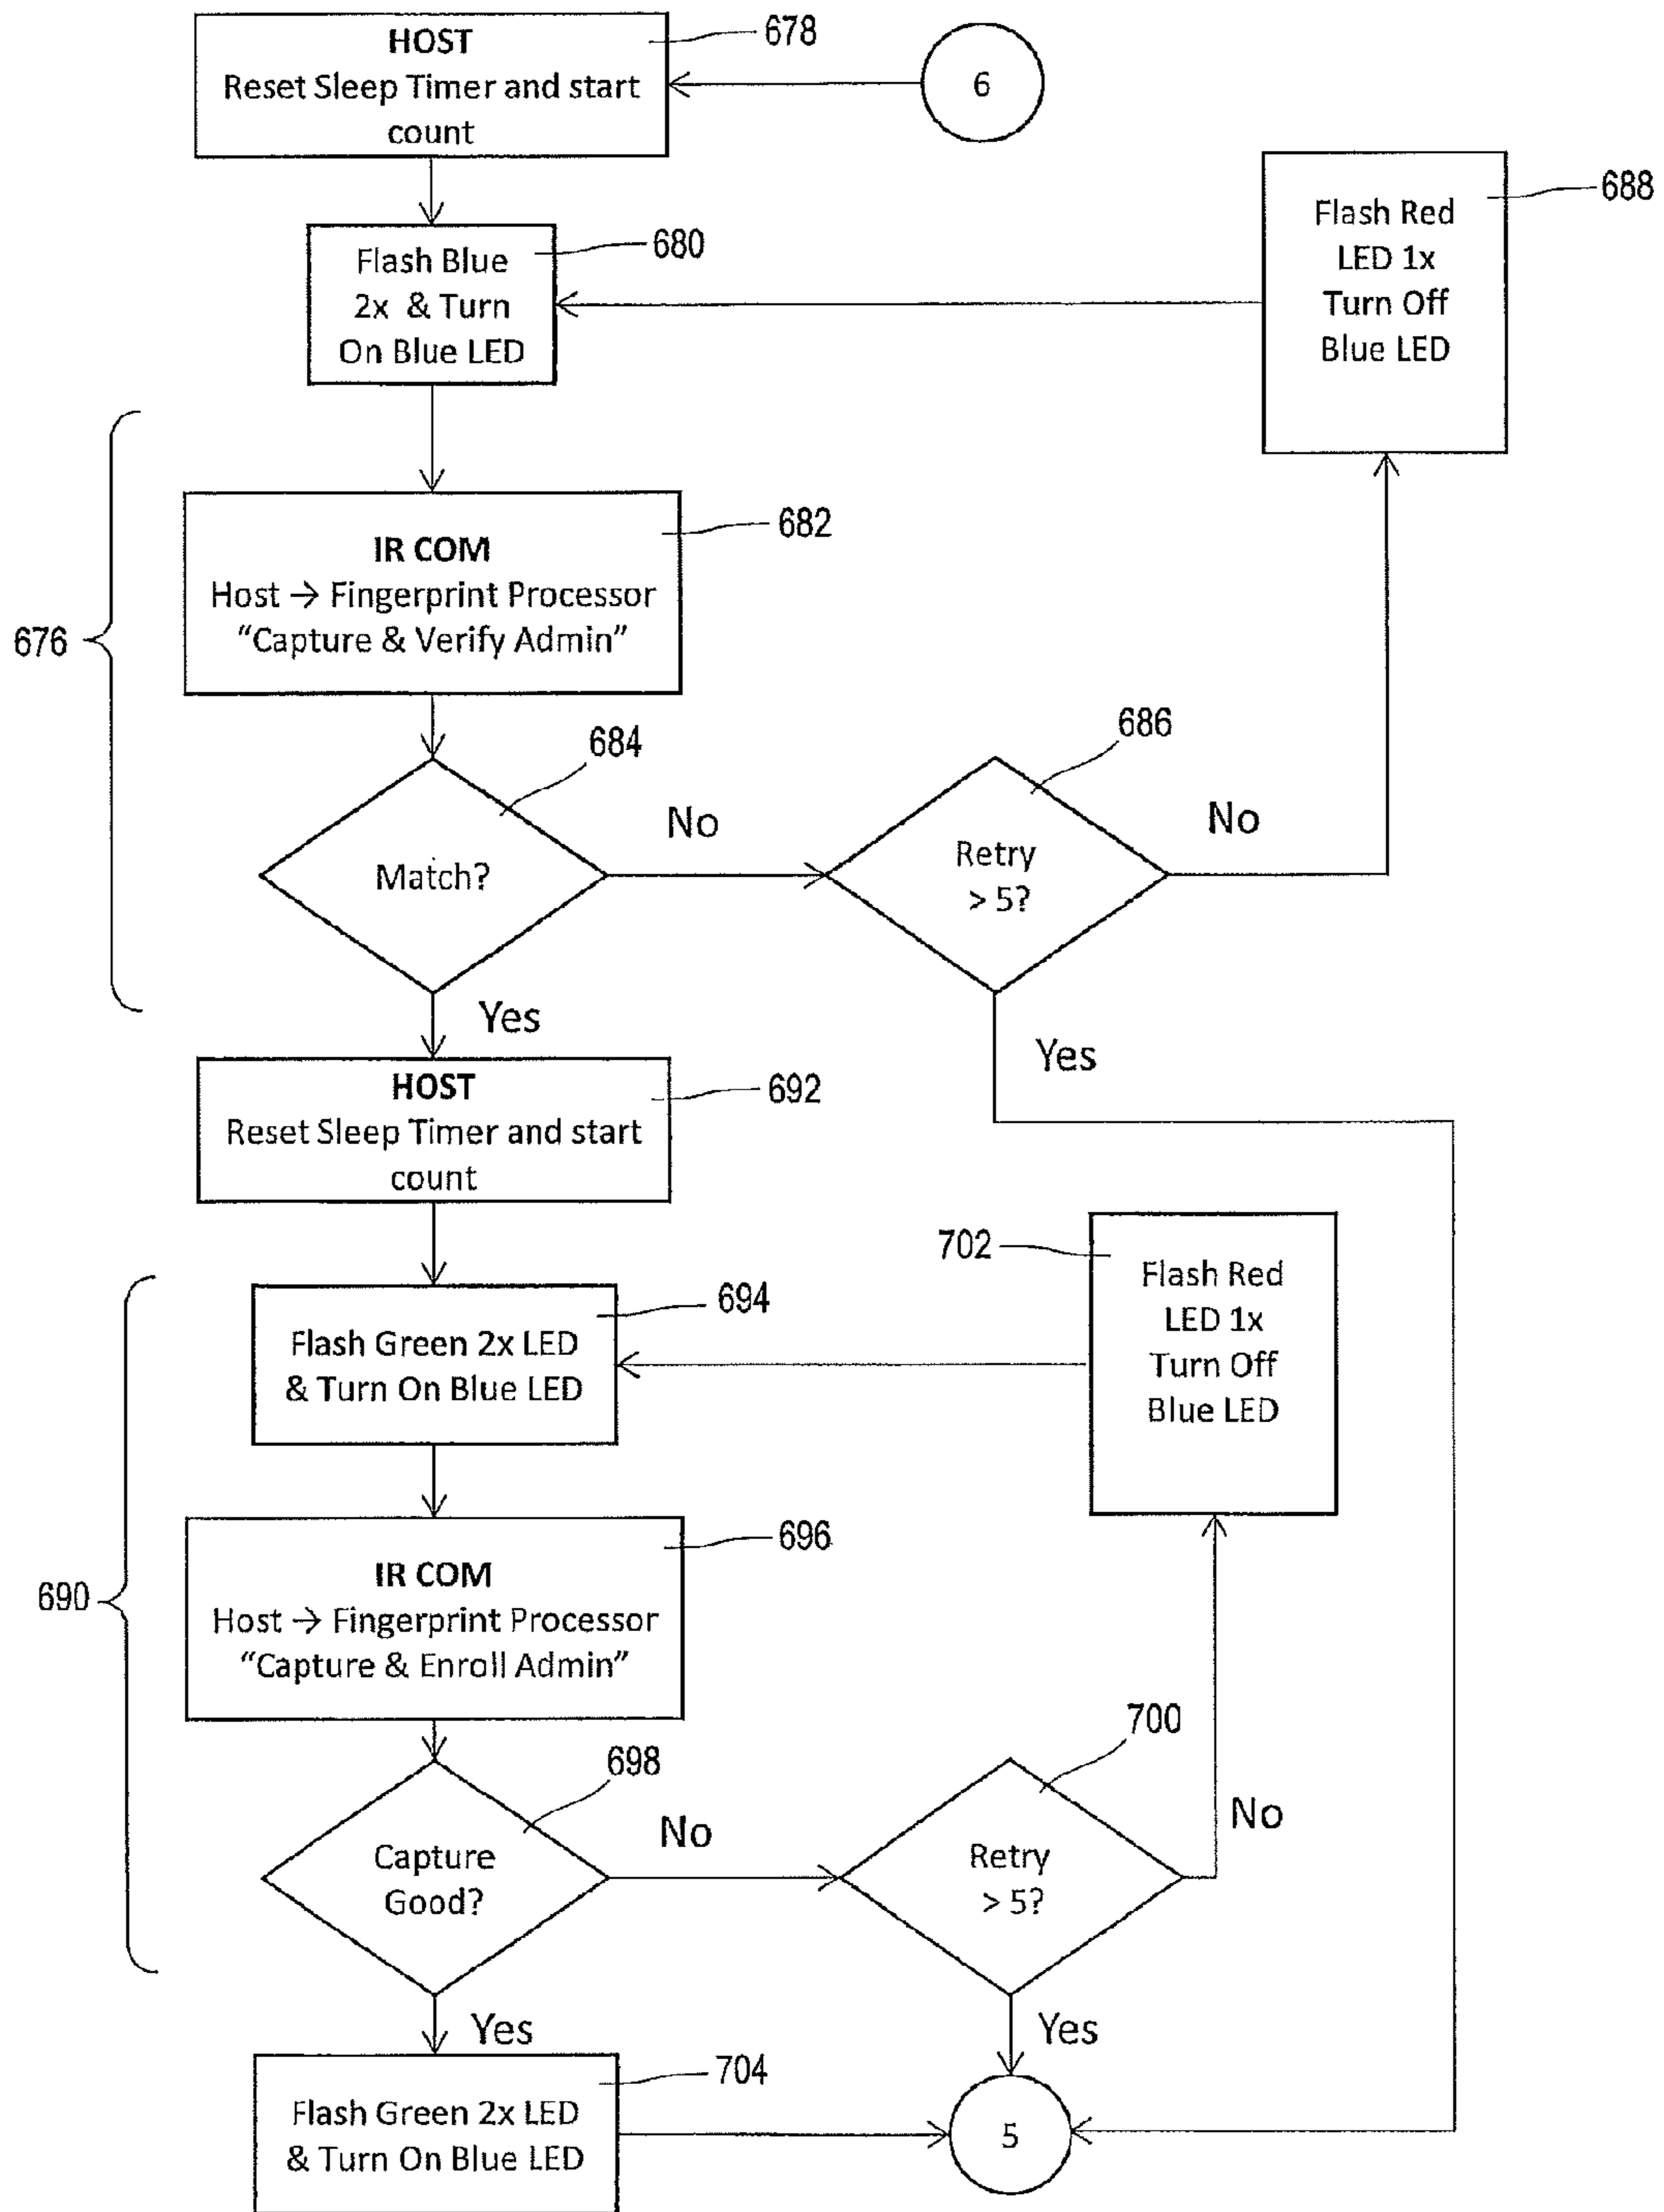 HOST
Reset Sleep Timer and start
count
678
6
Flash Blue
2x & Turn
On Blue LED
680
Flash Red
LED 1x
Turn Off
Blue LED
688
676
IR COM
Host → Fingerprint Processor
“Capture & Verify Admin”
682
684
Match?
No
686
Retry
> 5?
No
Yes
Yes
HOST
Reset Sleep Timer and start
count
692
690
Flash Green 2x LED
& Turn On Blue LED
694
702
Flash Red
LED 1x
Turn Off
Blue LED
IR COM
Host → Fingerprint Processor
“Capture & Enroll Admin”
696
698
Capture
Good?
No
700
Retry
> 5?
No
Yes
Yes
Flash Green 2x LED
& Turn On Blue LED
704
5